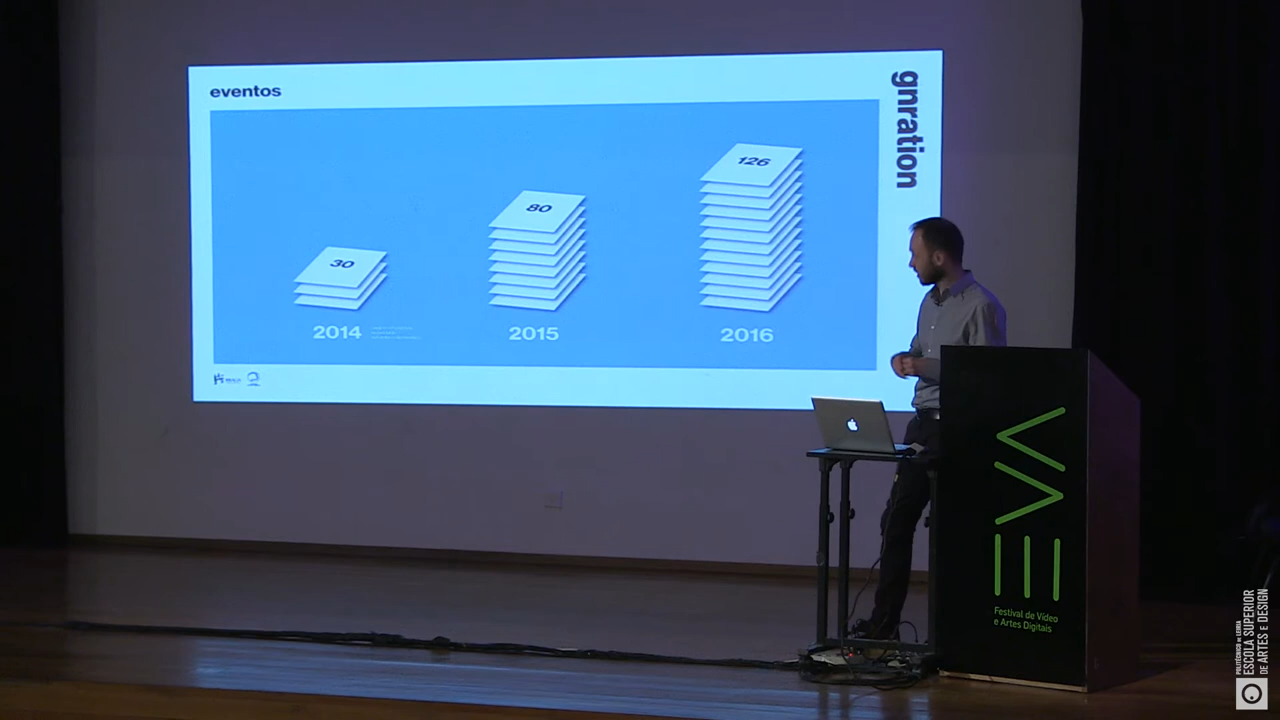 eventos
gnration
30
80
126
2014
2015
2016
BRAGA
Festival de Vídeo
e Artes Digitais
POLITÉCNICO DE LEIRIA
ESCOLA SUPERIOR
DE ARTES E DESIGN